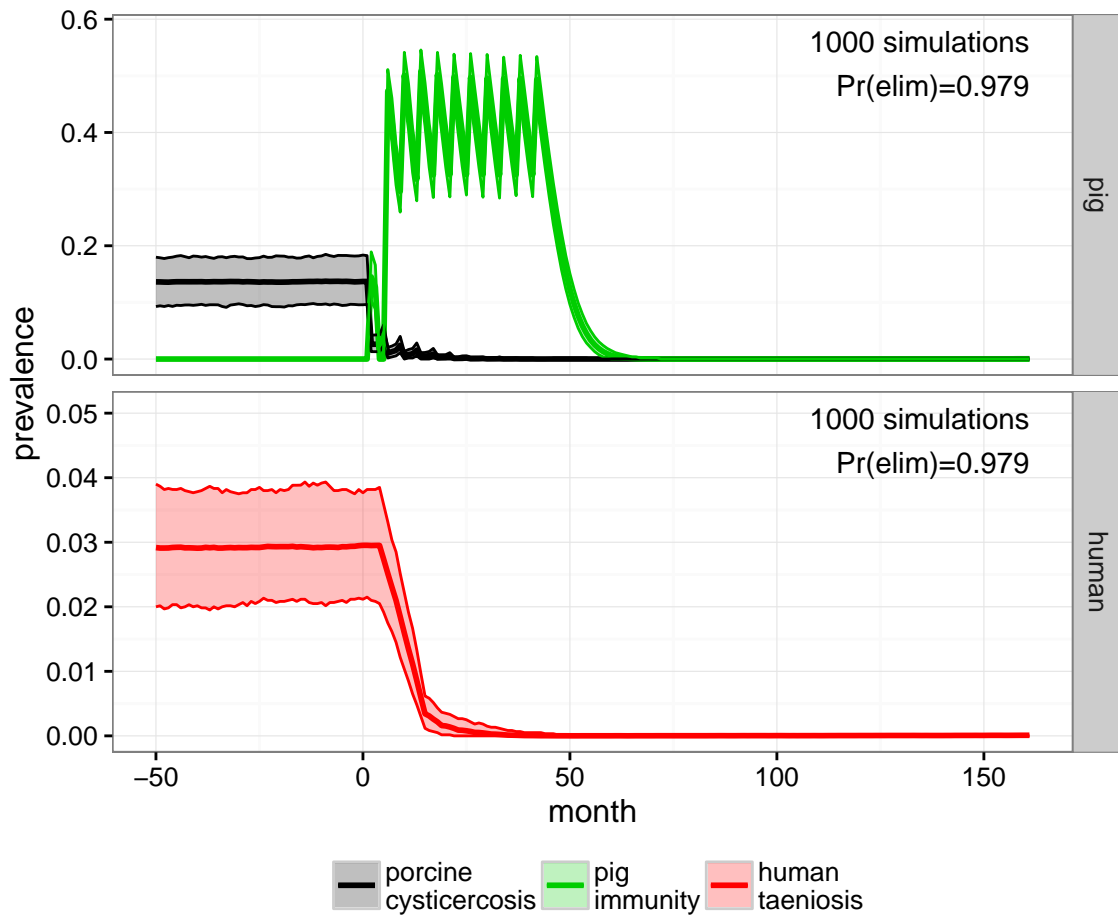 prevalence
0.6
0.4
0.2
0.0
1000 simulations
Pr(elim)=0.979
pig
0.05
0.04
0.03
0.02
0.01
0.00
1000 simulations
Pr(elim)=0.979
human
−50
0
50
100
150
month
porcine
cysticercosis
pig
immunity
human
taeniosis